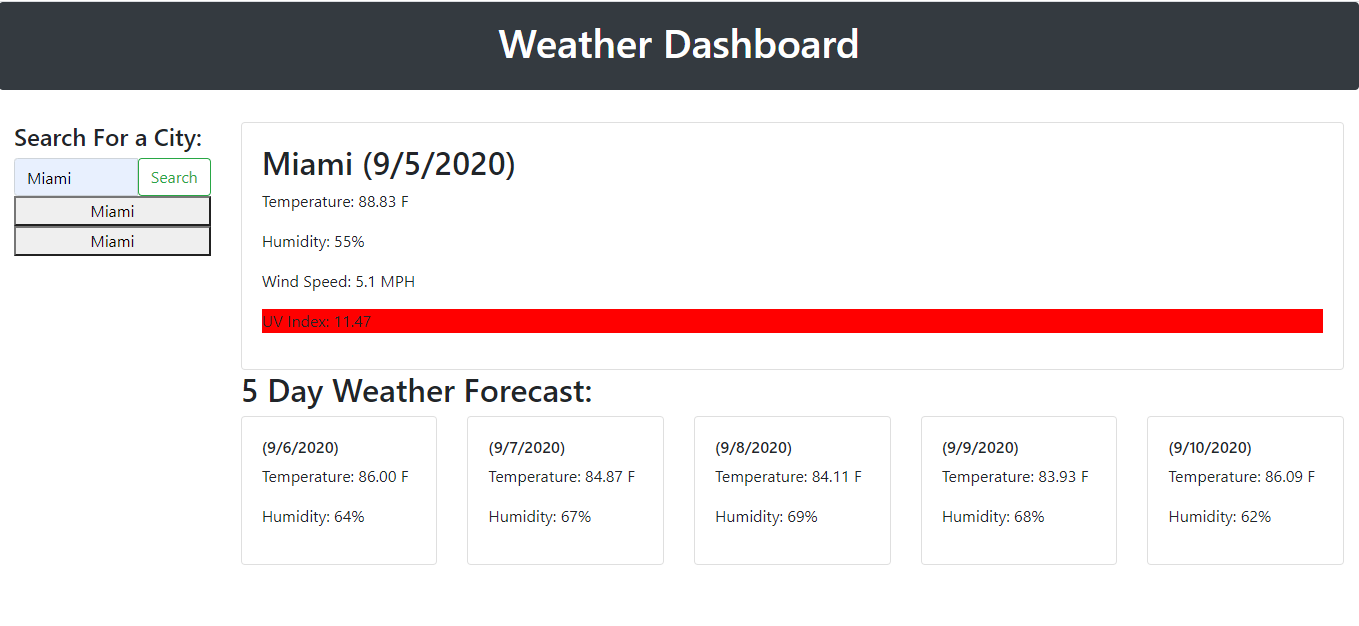 Weather Dashboard
Search For a City:
Miami
Search
Miami
Miami
Miami (9/5/2020)
Temperature: 88.83 F
Humidity: 55%
Wind Speed: 5.1 MPH
UV Index: 11.47
5 Day Weather Forecast:
(9/6/2020)
Temperature: 86.00 F
Humidity: 64%
(9/7/2020)
Temperature: 84.87 F
Humidity: 67%
(9/8/2020)
Temperature: 84.11 F
Humidity: 69%
(9/9/2020)
Temperature: 83.93 F
Humidity: 68%
(9/10/2020)
Temperature: 86.09 F
Humidity: 62%